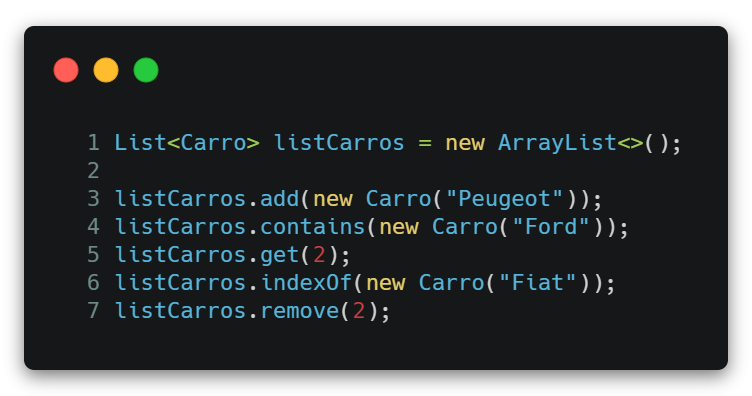 1 List<Carro> listCarros = new ArrayList<>();
2
3 listCarros.add(new Carro("Peugeot"));
4 listCarros.contains(new Carro("Ford"));
5 listCarros.get(2);
6 listCarros.indexOf(new Carro("Fiat"));
7 listCarros.remove(2);